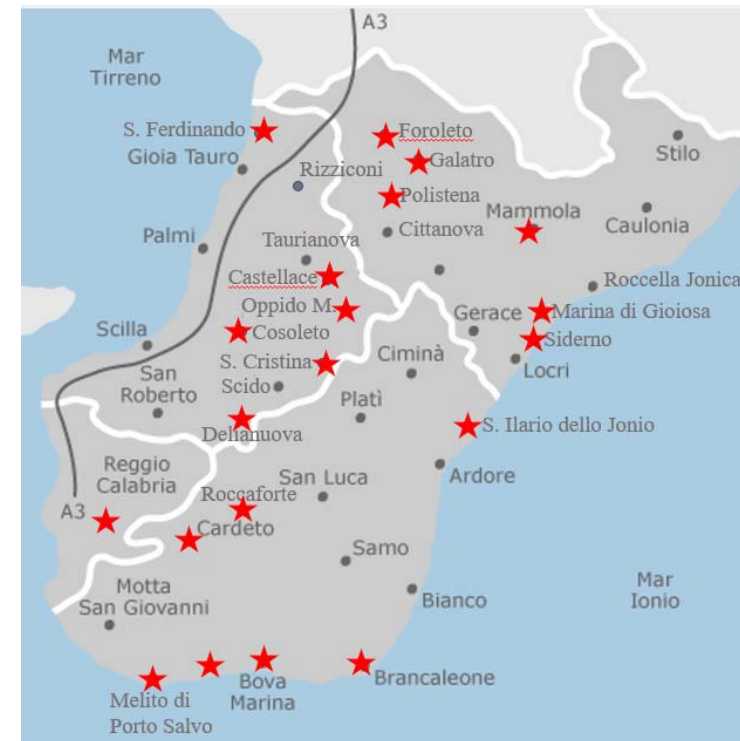 A3
Mar
Tirreno
S. Ferdinando
Foroleto
Stilo
Gioia Tauro
Galatro
Rizziconi
Polistena
Mammola
Caulonia
Palmi
Cittanova
Taurianova
Castellace
Roccella Jonica
Oppido M.
Gerace
Marina di Gioiosa
Scilla
Cosoleto
Siderno
S. Cristina
Ciminà
Locri
San
Roberto
Scido
Platì
Delianuova
S. Ilario dello Jonio
Reggio
Calabria
San Luca
Ardore
Roccaforte
A3
Cardeto
Samo
Mar
Ionio
Motta
San Giovanni
Bianco
Bova
Marina
Brancaleone
Melito di
Porto Salvo